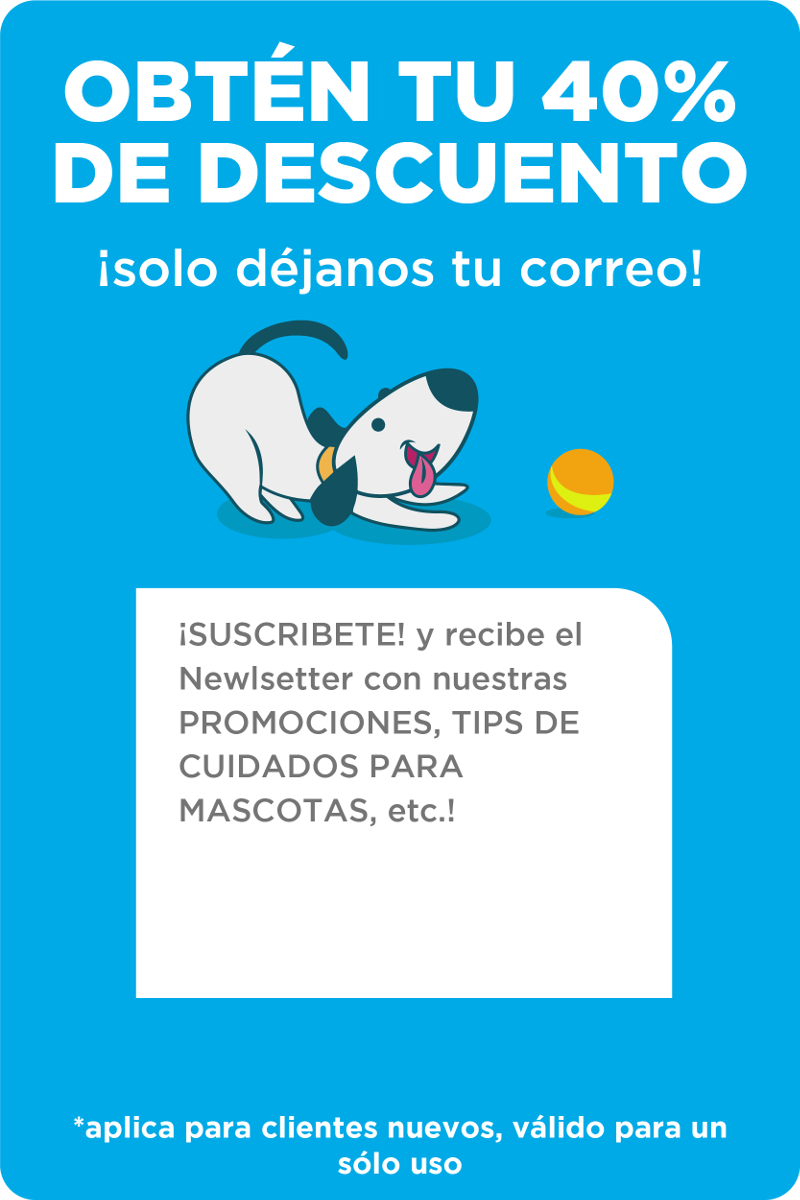 OBTÉN TU 40%
DE DESCUENTO
¡solo déjanos tu correo!
¡SUSCRIBETE! y recibe el
Newlsetter con nuestras
PROMOCIONES, TIPS DE
CUIDADOS PARA
MASCOTAS, etc.!
*aplica para clientes nuevos, válido para un
sólo uso